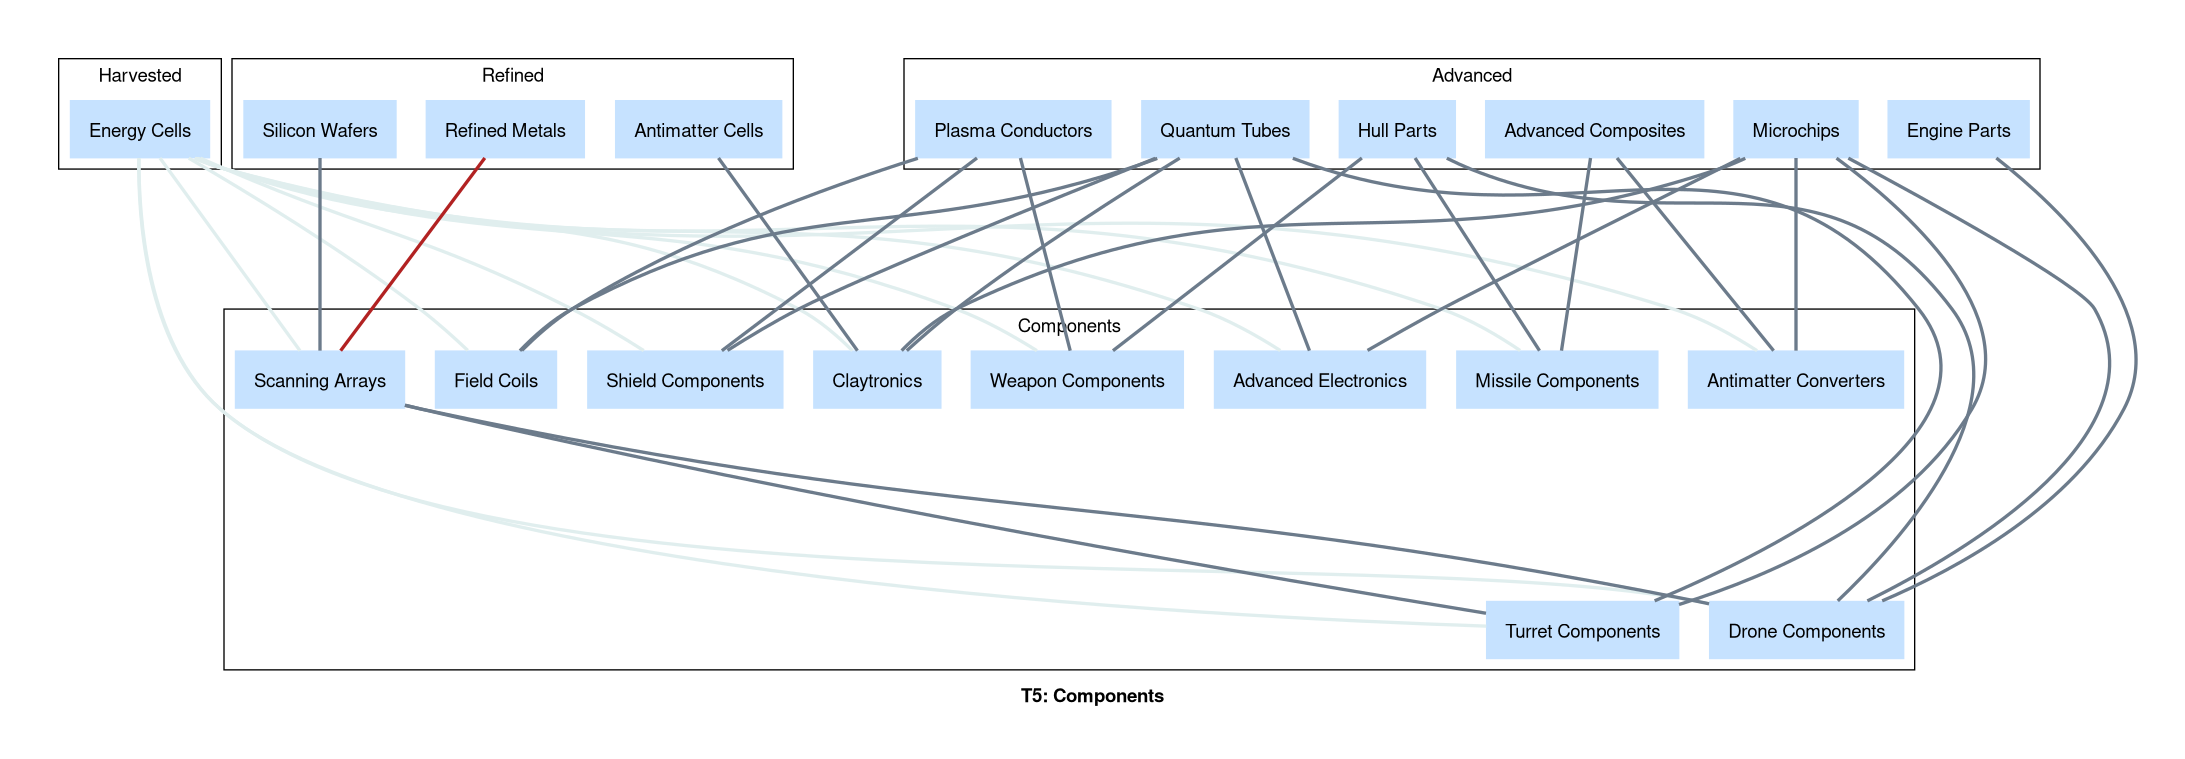 Harvested
Refined
Advanced
Energy Cells
Silicon Wafers
Refined Metals
Antimatter Cells
Plasma Conductors
Quantum Tubes
Hull Parts
Advanced Composites
Microchips
Engine Parts
Components
Scanning Arrays
Field Coils
Shield Components
Claytronics
Weapon Components
Advanced Electronics
Missile Components
Antimatter Converters
Turret Components
Drone Components
T5: Components